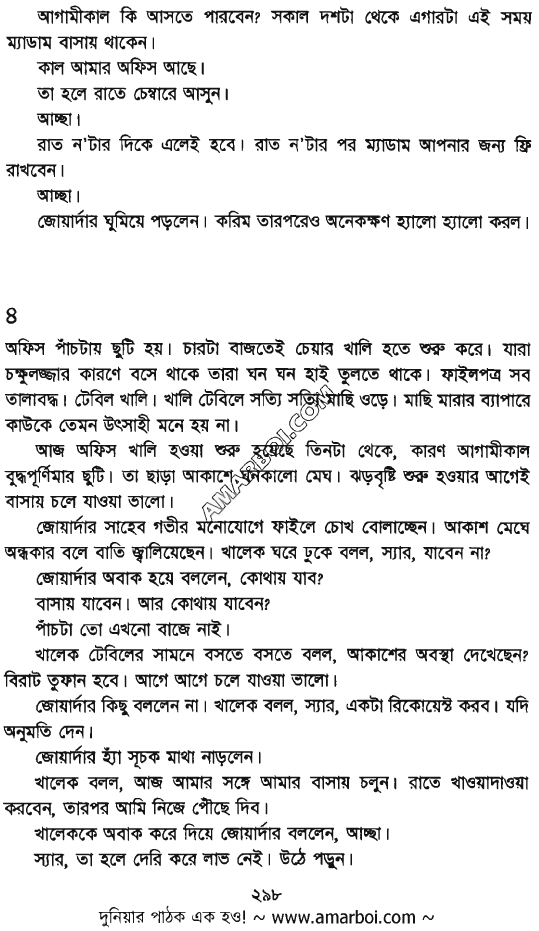 আগামীকাল কি আসতে পারবেন? সকাল দশটা থেকে এগারটা এই সময়
ম্যাডাম বাসায় থাকেন।
কাল আমার অফিস আছে।
তা হলে রাতে চেম্বারে আসুন।
আচ্ছা।
রাত ন'টার দিকে এলেই হবে। রাত ন'টার পর ম্যাডাম আপনার জন্য ফ্রি
রাখবেন।
আচ্ছা।
জোয়ার্দার ঘুমিয়ে পড়লেন। করিম তারপরেও অনেকক্ষণ হ্যালো হ্যালো করল।
৪
অফিস পাঁচটায় ছুটি হয়। চারটা বাজতেই চেয়ার খালি হতে শুরু করে। যারা
চক্ষুলজ্জার কারণে বসে থাকে তারা ঘন ঘন হাই তুলতে থাকে। ফাইলপত্র সব
তালাবদ্ধ। টেবিল খালি। খালি টেবিলে সত্যি সত্যি মাছি ওড়ে। মাছি মারার ব্যাপারে
কাউকে তেমন উৎসাহী মনে হয় না।
আজ অফিস খালি হওয়া শুরু হয়েছে তিনটা থেকে, কারণ আগামীকাল
বুদ্ধপূর্ণিমার ছুটি। তা ছাড়া আকাশে ঘনকালো মেঘ। ঝড়বৃষ্টি শুরু হওয়ার আগেই
বাসায় চলে যাওয়া ভালো।
জোয়ার্দার সাহেব গভীর মনোযোগে ফাইলে চোখ বোলাচ্ছেন। আকাশ মেঘে
অন্ধকার বলে বাতি জ্বালিয়েছেন। খালেক ঘরে ঢুকে বলল, স্যার, যাবেন না?
জোয়ার্দার অবাক হয়ে বললেন, কোথায় যাব?
বাসায় যাবেন। আর কোথায় যাবেন?
পাঁচটা তো এখনো বাজে নাই।
খালেক টেবিলের সামনে বসতে বসতে বলল, আকাশের অবস্থা দেখেছেন?
বিরাট তুফান হবে। আগে আগে চলে যাওয়া ভালো।
জোয়ার্দার কিছু বললেন না। খালেক বলল, স্যার, একটা রিকোয়েস্ট করব। যদি
অনুমতি দেন।
জোয়ার্দার হ্যাঁ সূচক মাথা নাড়লেন।
খালেক বলল, আজ আমার সঙ্গে আমার বাসায় চলুন। রাতে খাওয়াদাওয়া
করবেন, তারপর আমি নিজে পৌঁছে দিব।
খালেককে অবাক করে দিয়ে জোয়ার্দার বললেন, আচ্ছা।
স্যার, তা হলে দেরি করে লাভ নেই। উঠে পড়ুন।
AMARBOI.COM
২৯৮
দুনিয়ার পাঠক এক হও! ~ www.amarboi.com ~